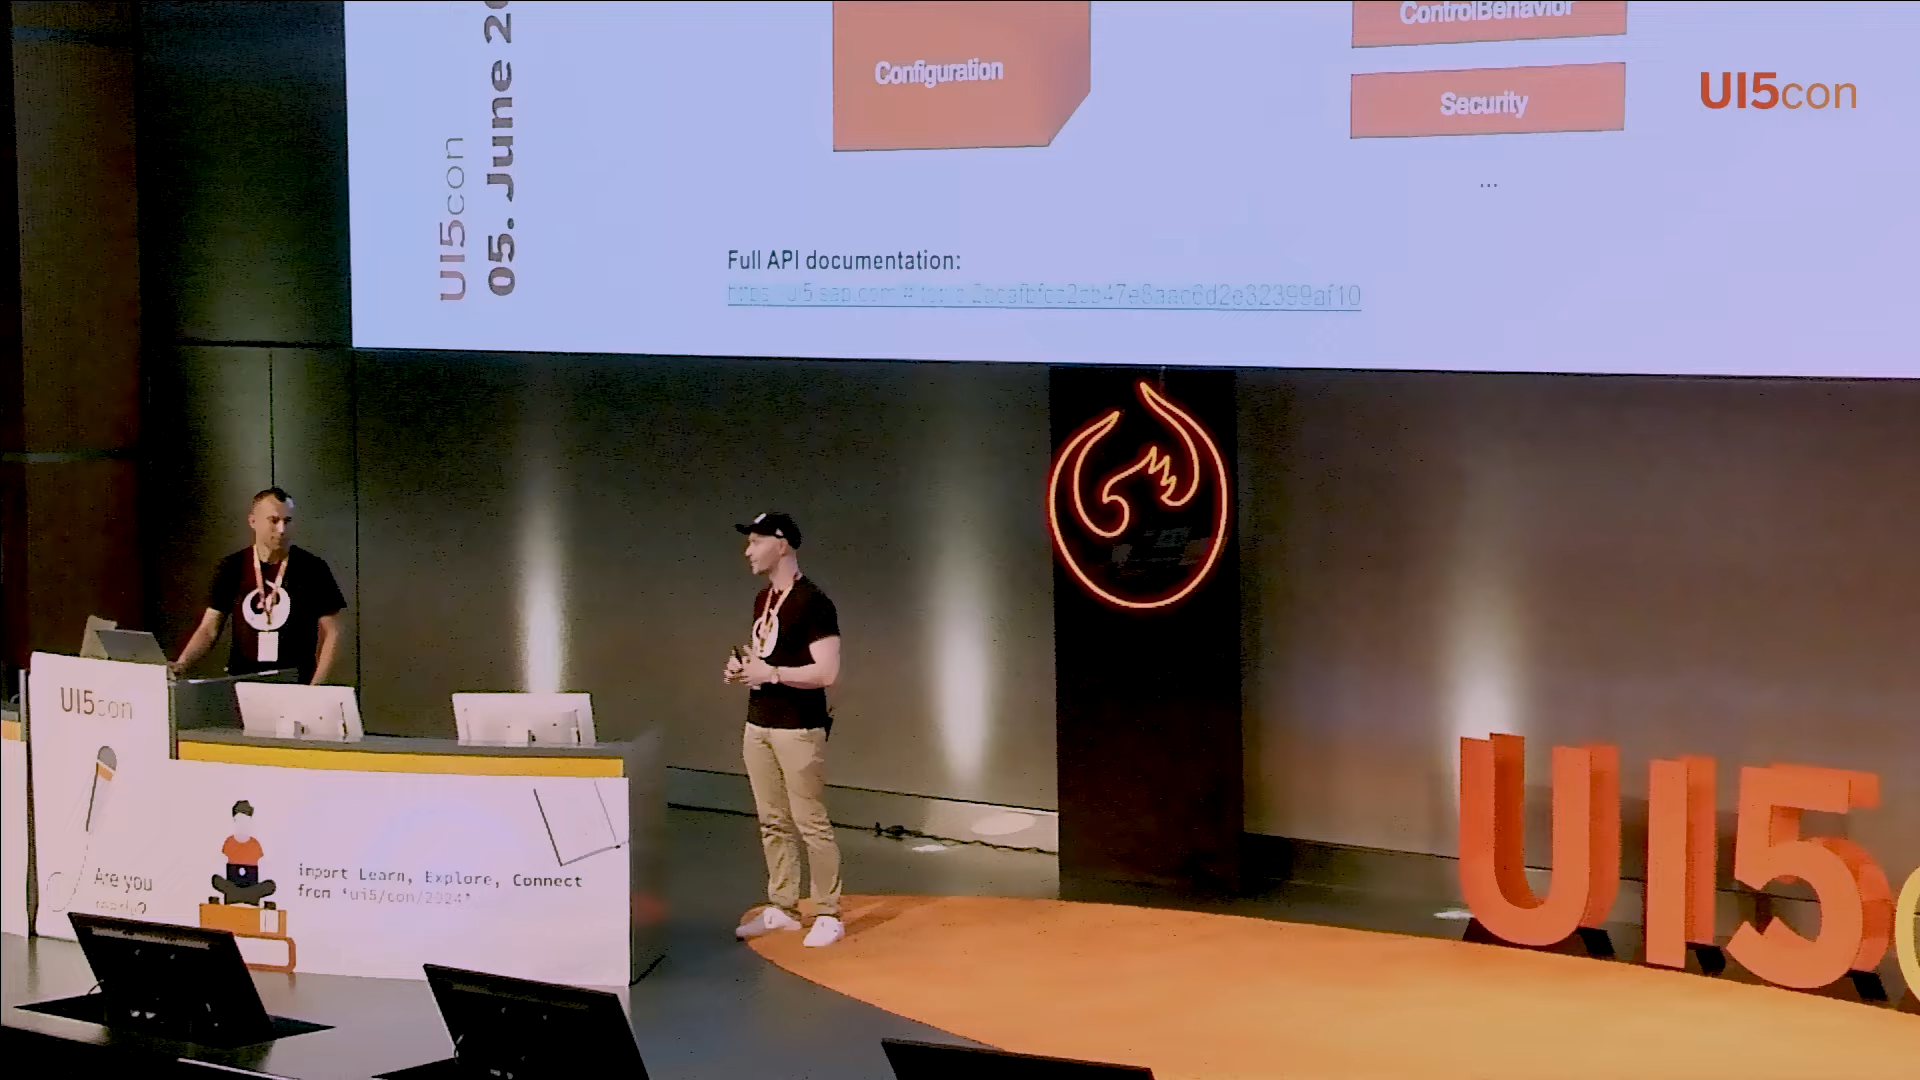 ControlBehavior
Configuration
Security
...
UI5con
UI5con
05. June 20
Full API documentation:
UI5con
Are you
ready?
import Learn, Explore, Connect
from 'ui5/con/2024'
UI5